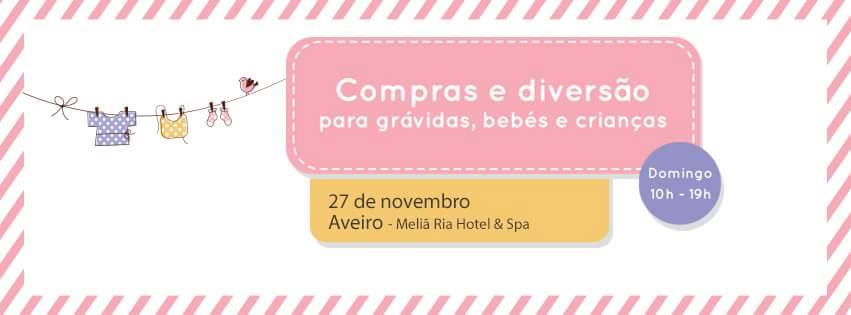 Compras e diversão
para grávidas, bebés e crianças
Domingo
10h - 19h
27 de novembro
Aveiro - Meliã Ria Hotel & Spa